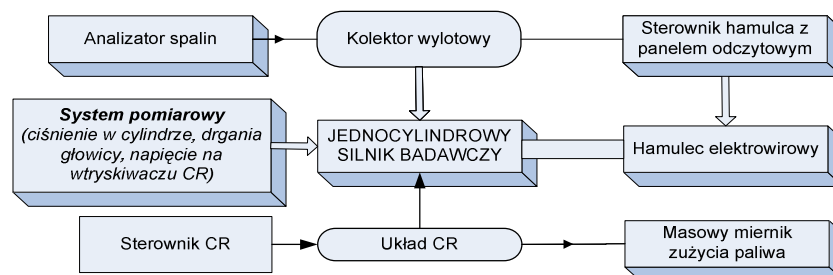 Analizator spalin
Kolektor wylotowy
Sterownik hamulca z
panelem odczytowym
System pomiarowy
(ciśnienie w cylindrze, drgania
głowicy, napięcie na
wtryskiwaczu CR)
JEDNOCYLINDROWY
SILNIK BADAWCZY
Hamulec elektrowirowy
Sterownik CR
Układ CR
Masowy miernik
zużycia paliwa